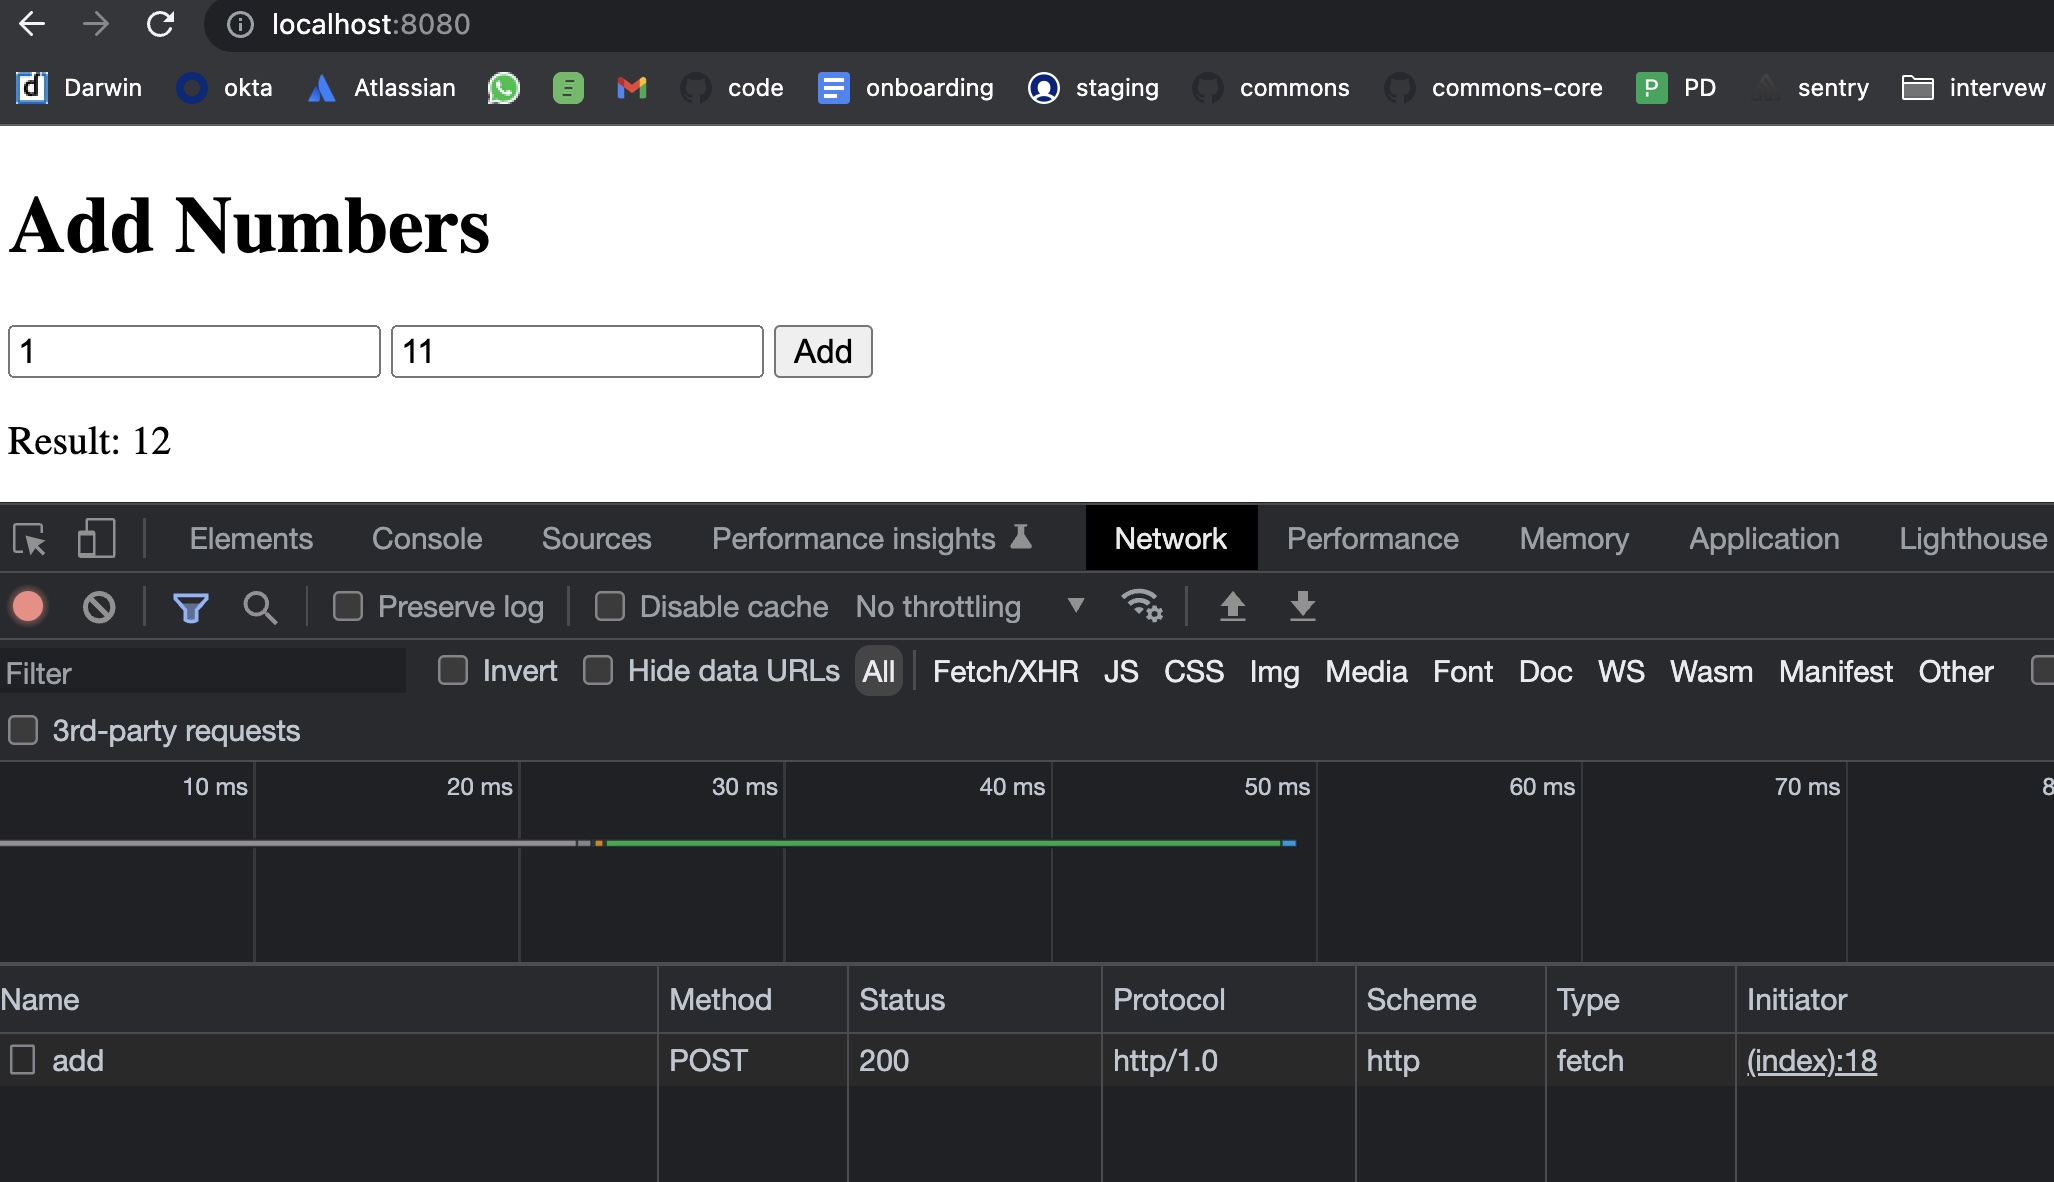 localhost:8080
Darwin okta Atlassian code onboarding staging commons commons-core P PD sentry intervew
Add Numbers
1 11 Add
Result: 12
Elements Console Sources Performance insights Network Performance Memory Application Lighthouse
Preserve log Disable cache No throttling
Filter Invert Hide data URLs All Fetch/XHR JS CSS Img Media Font Doc WS Wasm Manifest Other
3rd-party requests
10 ms 20 ms 30 ms 40 ms 50 ms 60 ms 70 ms 8
Name Method Status Protocol Scheme Type Initiator
add POST 200 http/1.0 http fetch (index):18